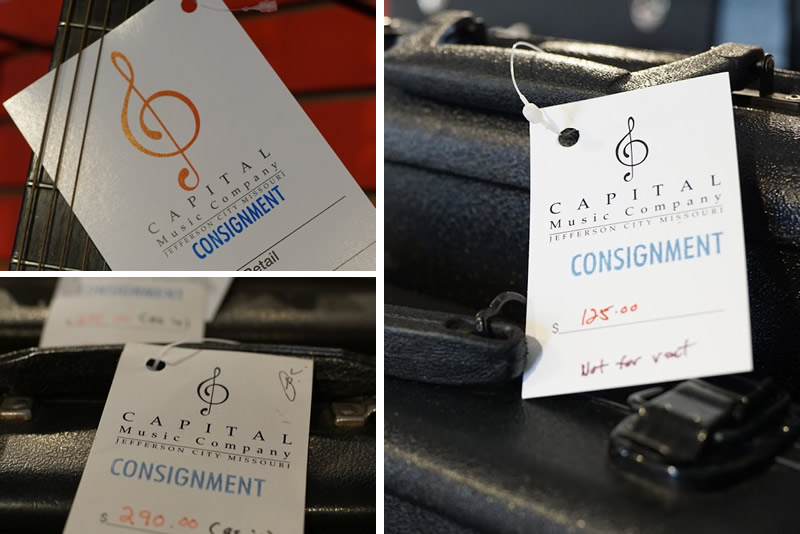 CAPITAL
Music Company
JEFFERSON CITY MISSOURI
CONSIGNMENT
Retail
CONSIGNMENT
CAPITAL
Music Company
JEFFERSON CITY MISSOURI
CONSIGNMENT
$ 290.00
CAPITAL
Music Company
JEFFERSON CITY MISSOURI
CONSIGNMENT
$ 125.00
Not for rent